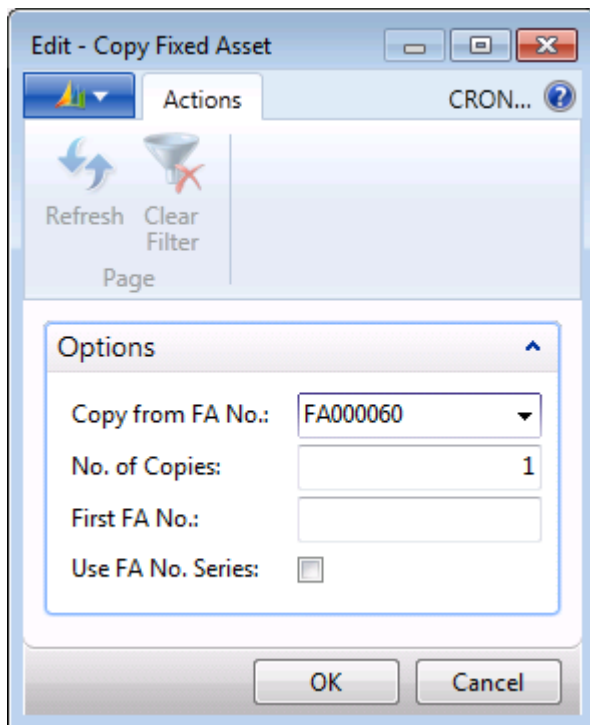 Edit - Copy Fixed Asset
Actions
CRON...
Refresh
Clear
Filter
Page
Options
Copy from FA No.: FA000060
No. of Copies: 1
First FA No.:
Use FA No. Series:
OK
Cancel